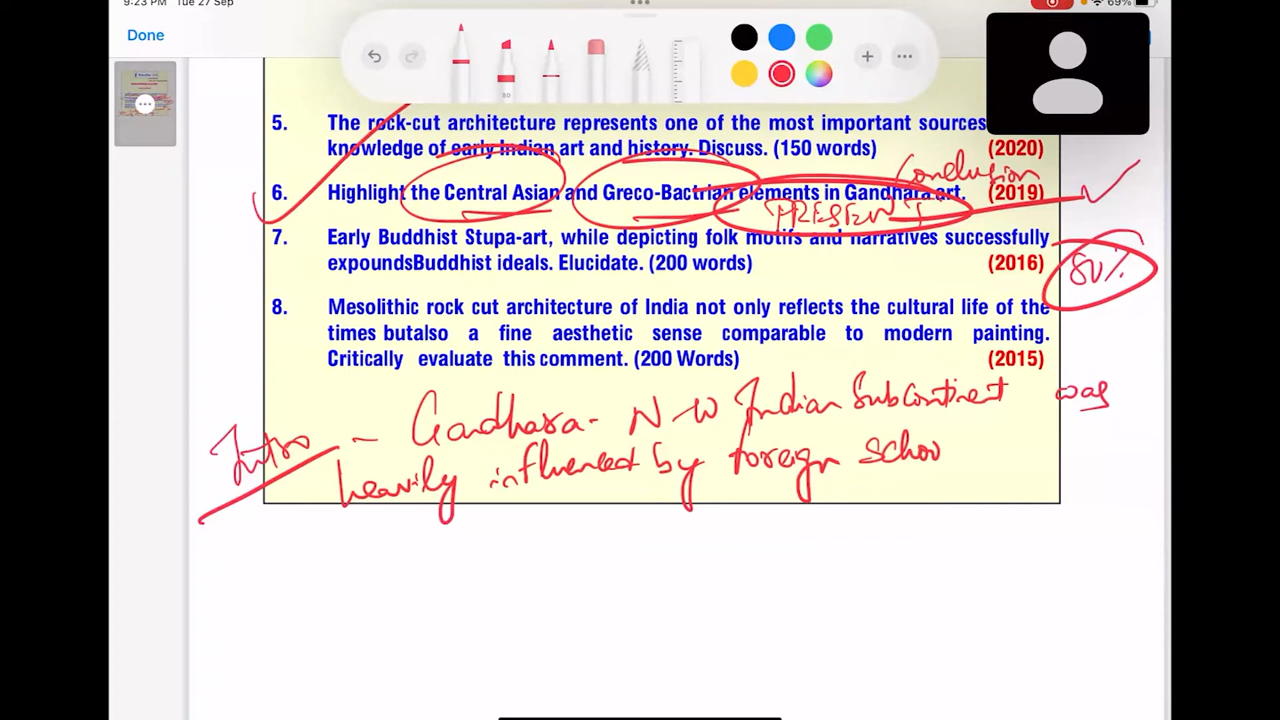 9:23 PM Tue 27 Sep
69%
Done
5. The rock-cut architecture represents one of the most important sources
knowledge of early Indian art and history. Discuss. (150 words) (2020)
Conclusion
6. Highlight the Central Asian and Greco-Bactrian elements in Gandhara art. (2019)
PRESENT
7. Early Buddhist Stupa-art, while depicting folk motifs and narratives successfully
expoundsBuddhist ideals. Elucidate. (200 words) (2016)
80%
8. Mesolithic rock cut architecture of India not only reflects the cultural life of the
times butalso a fine aesthetic sense comparable to modern painting.
Critically evaluate this comment. (200 Words) (2015)
Intro - Gandhara- N-W Indian Subcontinent was
heavily influenced by foreign schoo